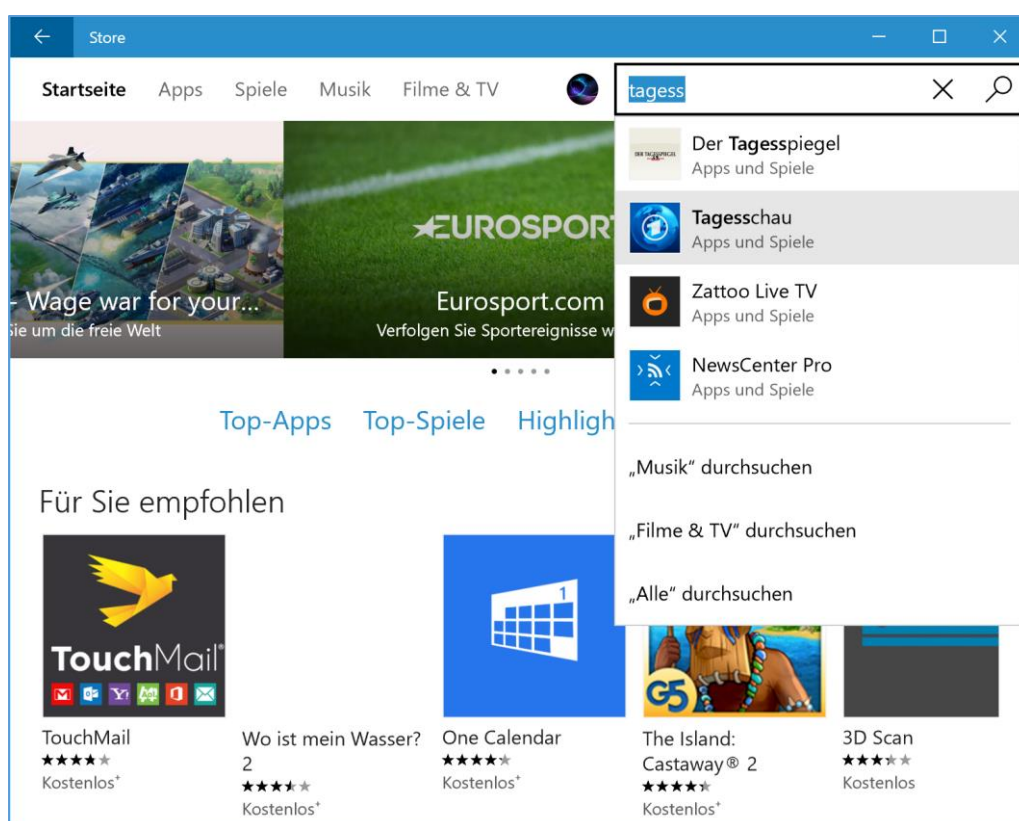 Store
Startseite Apps Spiele Musik Filme & TV
tagess
Der Tagesspiegel
Apps und Spiele
Tagesschau
Apps und Spiele
Zattoo Live TV
Apps und Spiele
NewsCenter Pro
Apps und Spiele
„Musik“ durchsuchen
„Filme & TV“ durchsuchen
„Alle“ durchsuchen
- Wage war for your...
Sie um die freie Welt
EUROSPORT
Eurosport.com
Verfolgen Sie Sportereignisse w
Top-Apps Top-Spiele Highligh
Für Sie empfohlen
TouchMail®
1
G5
TouchMail
Kostenlos⁺
Wo ist mein Wasser?
2
Kostenlos⁺
One Calendar
Kostenlos⁺
The Island:
Castaway® 2
Kostenlos⁺
3D Scan
Kostenlos